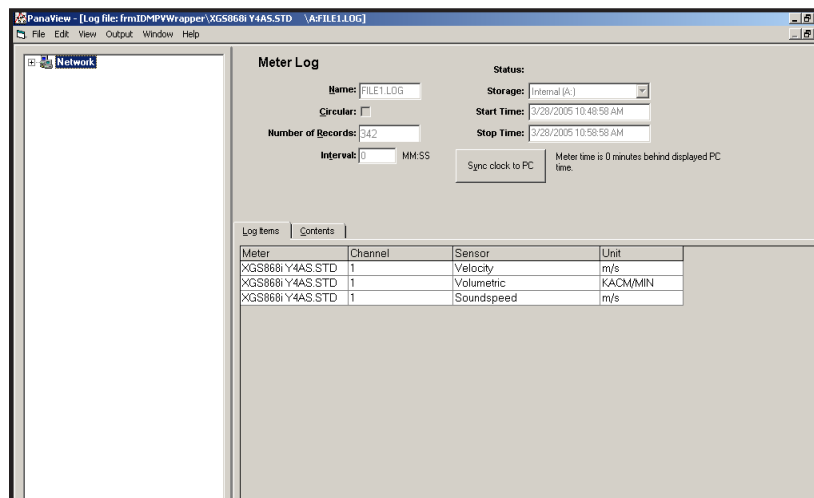 PanaView - [Log file: frmIDMPVWrapper\XGS868i Y4AS.STD \A:FILE1.LOG]
File Edit View Output Window Help
Network
Meter Log
Status:
Name: FILE1.LOG
Storage: Internal (A:)
Circular:
Start Time: 3/28/2005 10:48:58 AM
Number of Records: 342
Stop Time: 3/28/2005 10:58:58 AM
Interval: 0 MM:SS
Sync clock to PC
Meter time is 0 minutes behind displayed PC
time.
Log Items Contents
Meter Channel Sensor Unit
XGS868i Y4AS.STD 1 Velocity m/s
XGS868i Y4AS.STD 1 Volumetric KACM/MIN
XGS868i Y4AS.STD 1 Soundspeed m/s